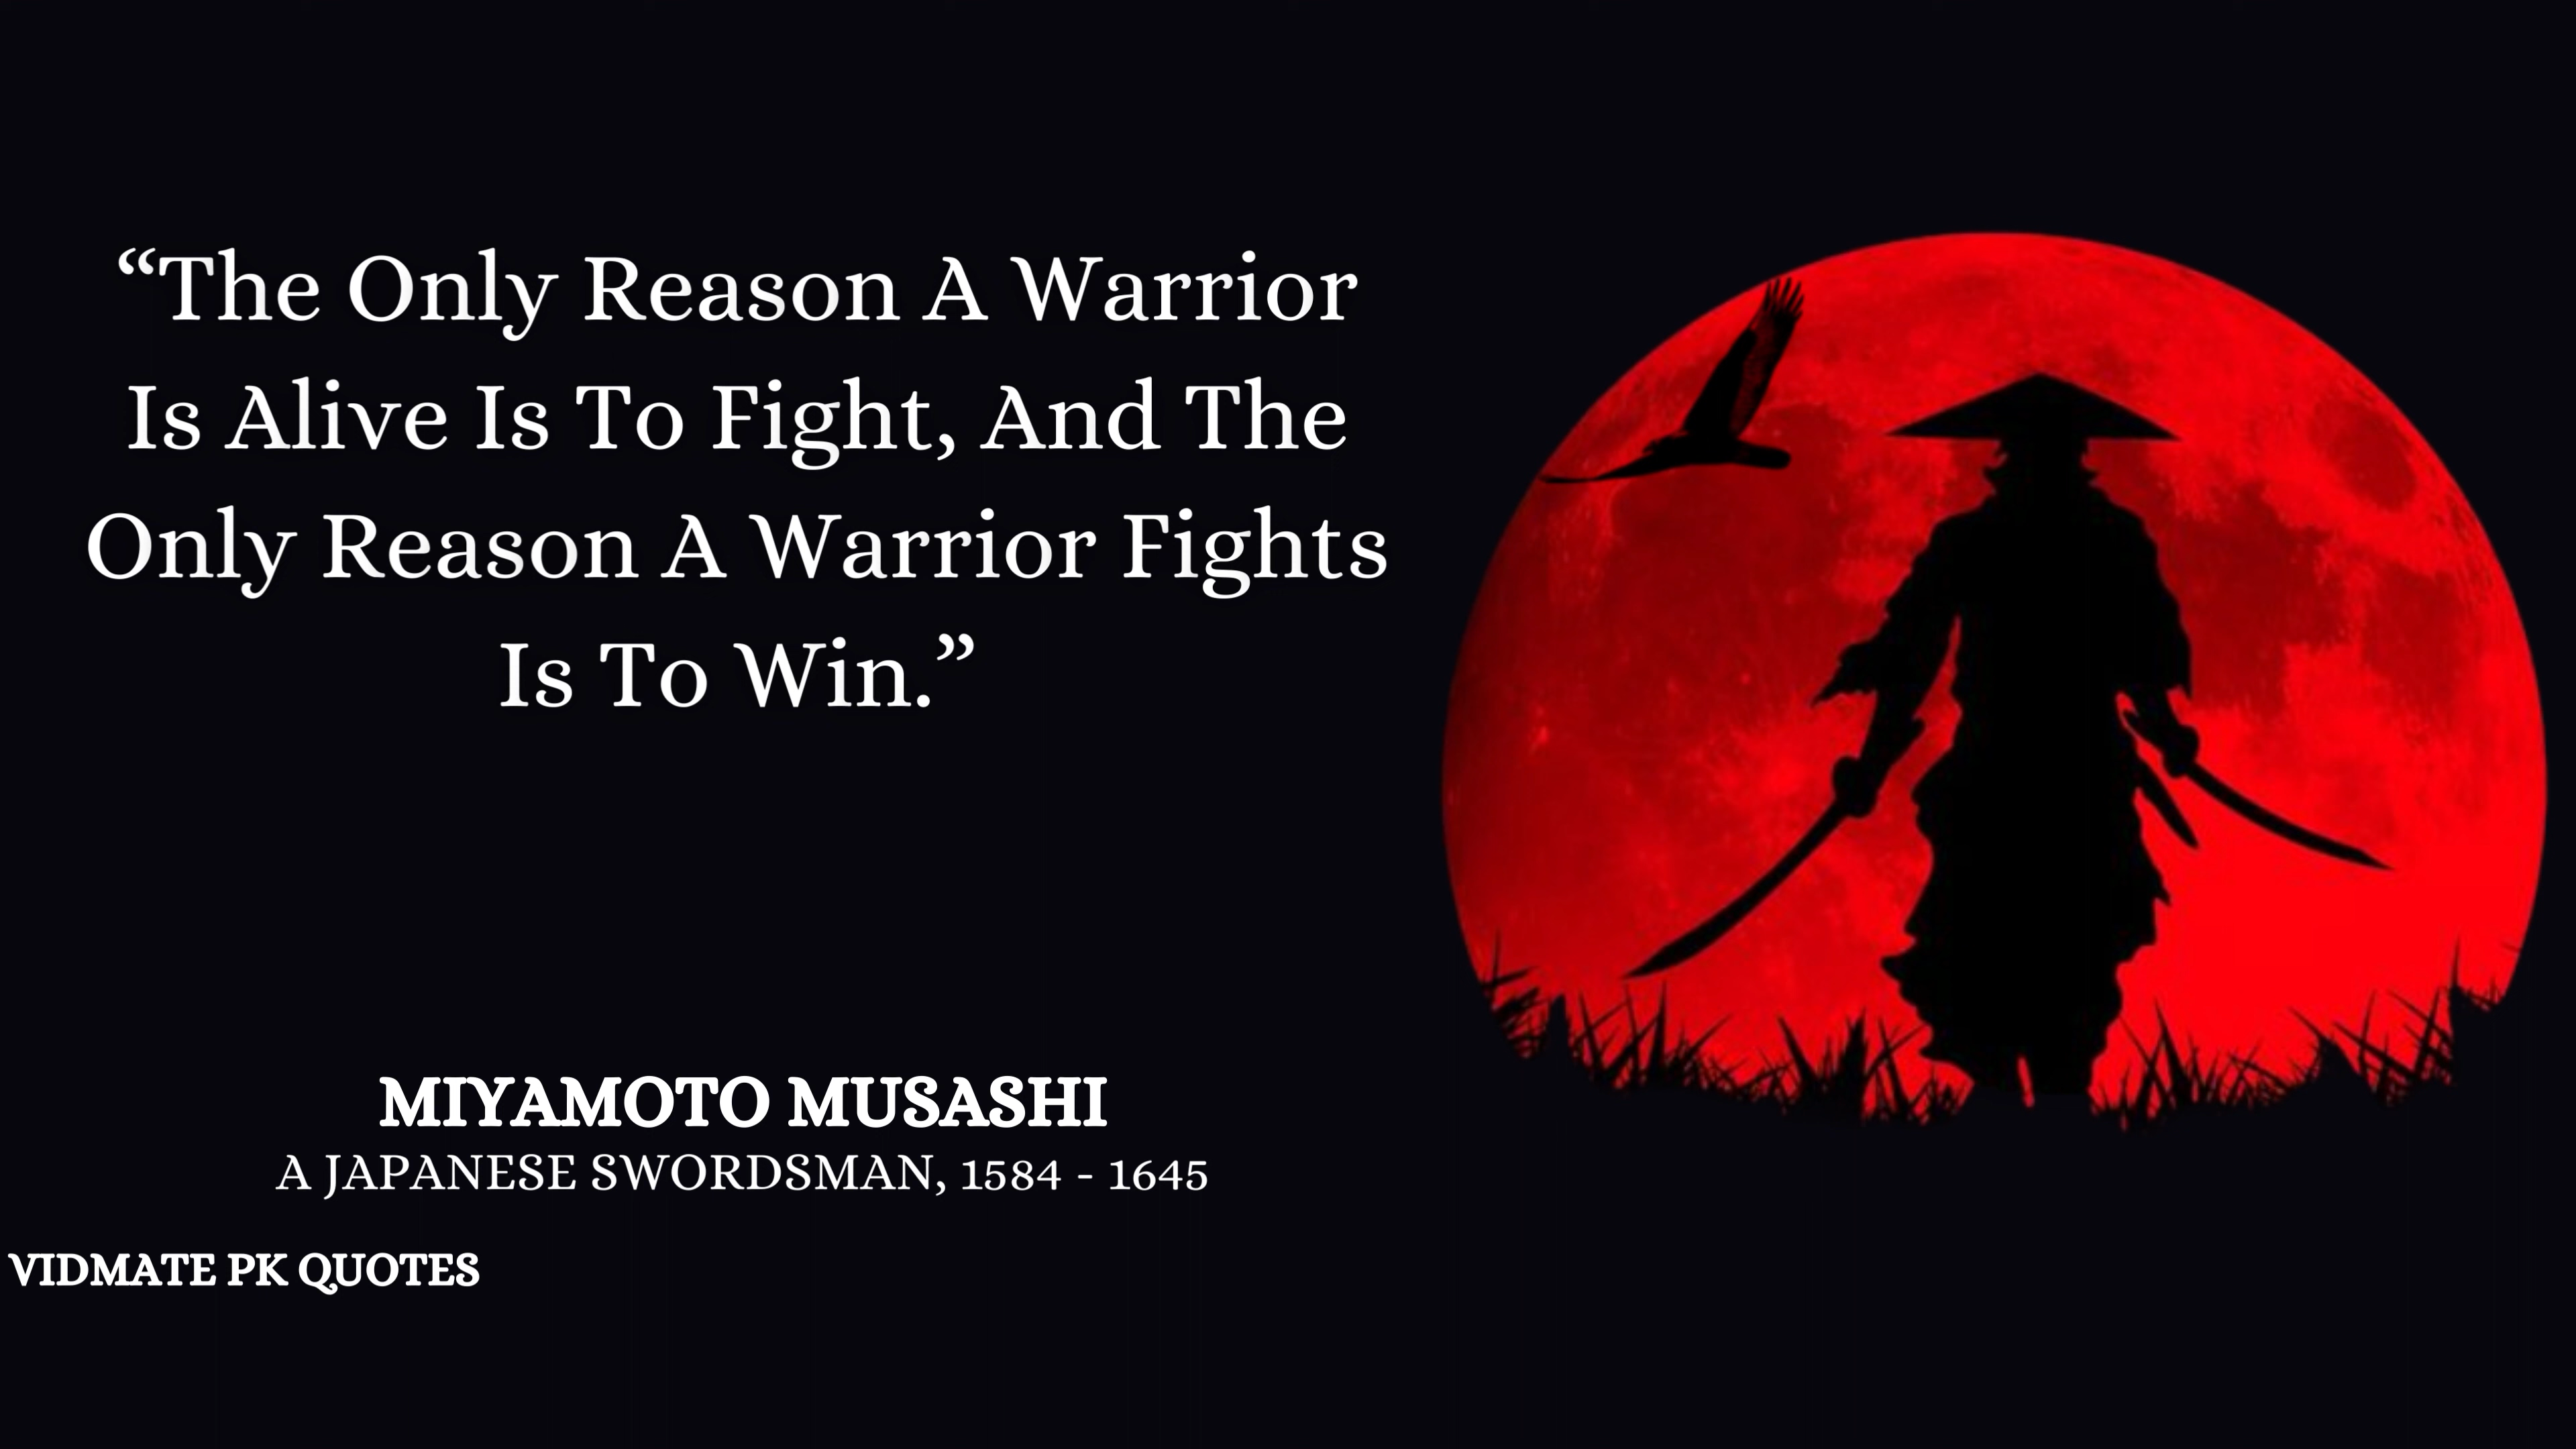 “The Only Reason A Warrior
Is Alive Is To Fight, And The
Only Reason A Warrior Fights
Is To Win.”
MIYAMOTO MUSASHI
A JAPANESE SWORDSMAN, 1584 - 1645
VIDMATE PK QUOTES